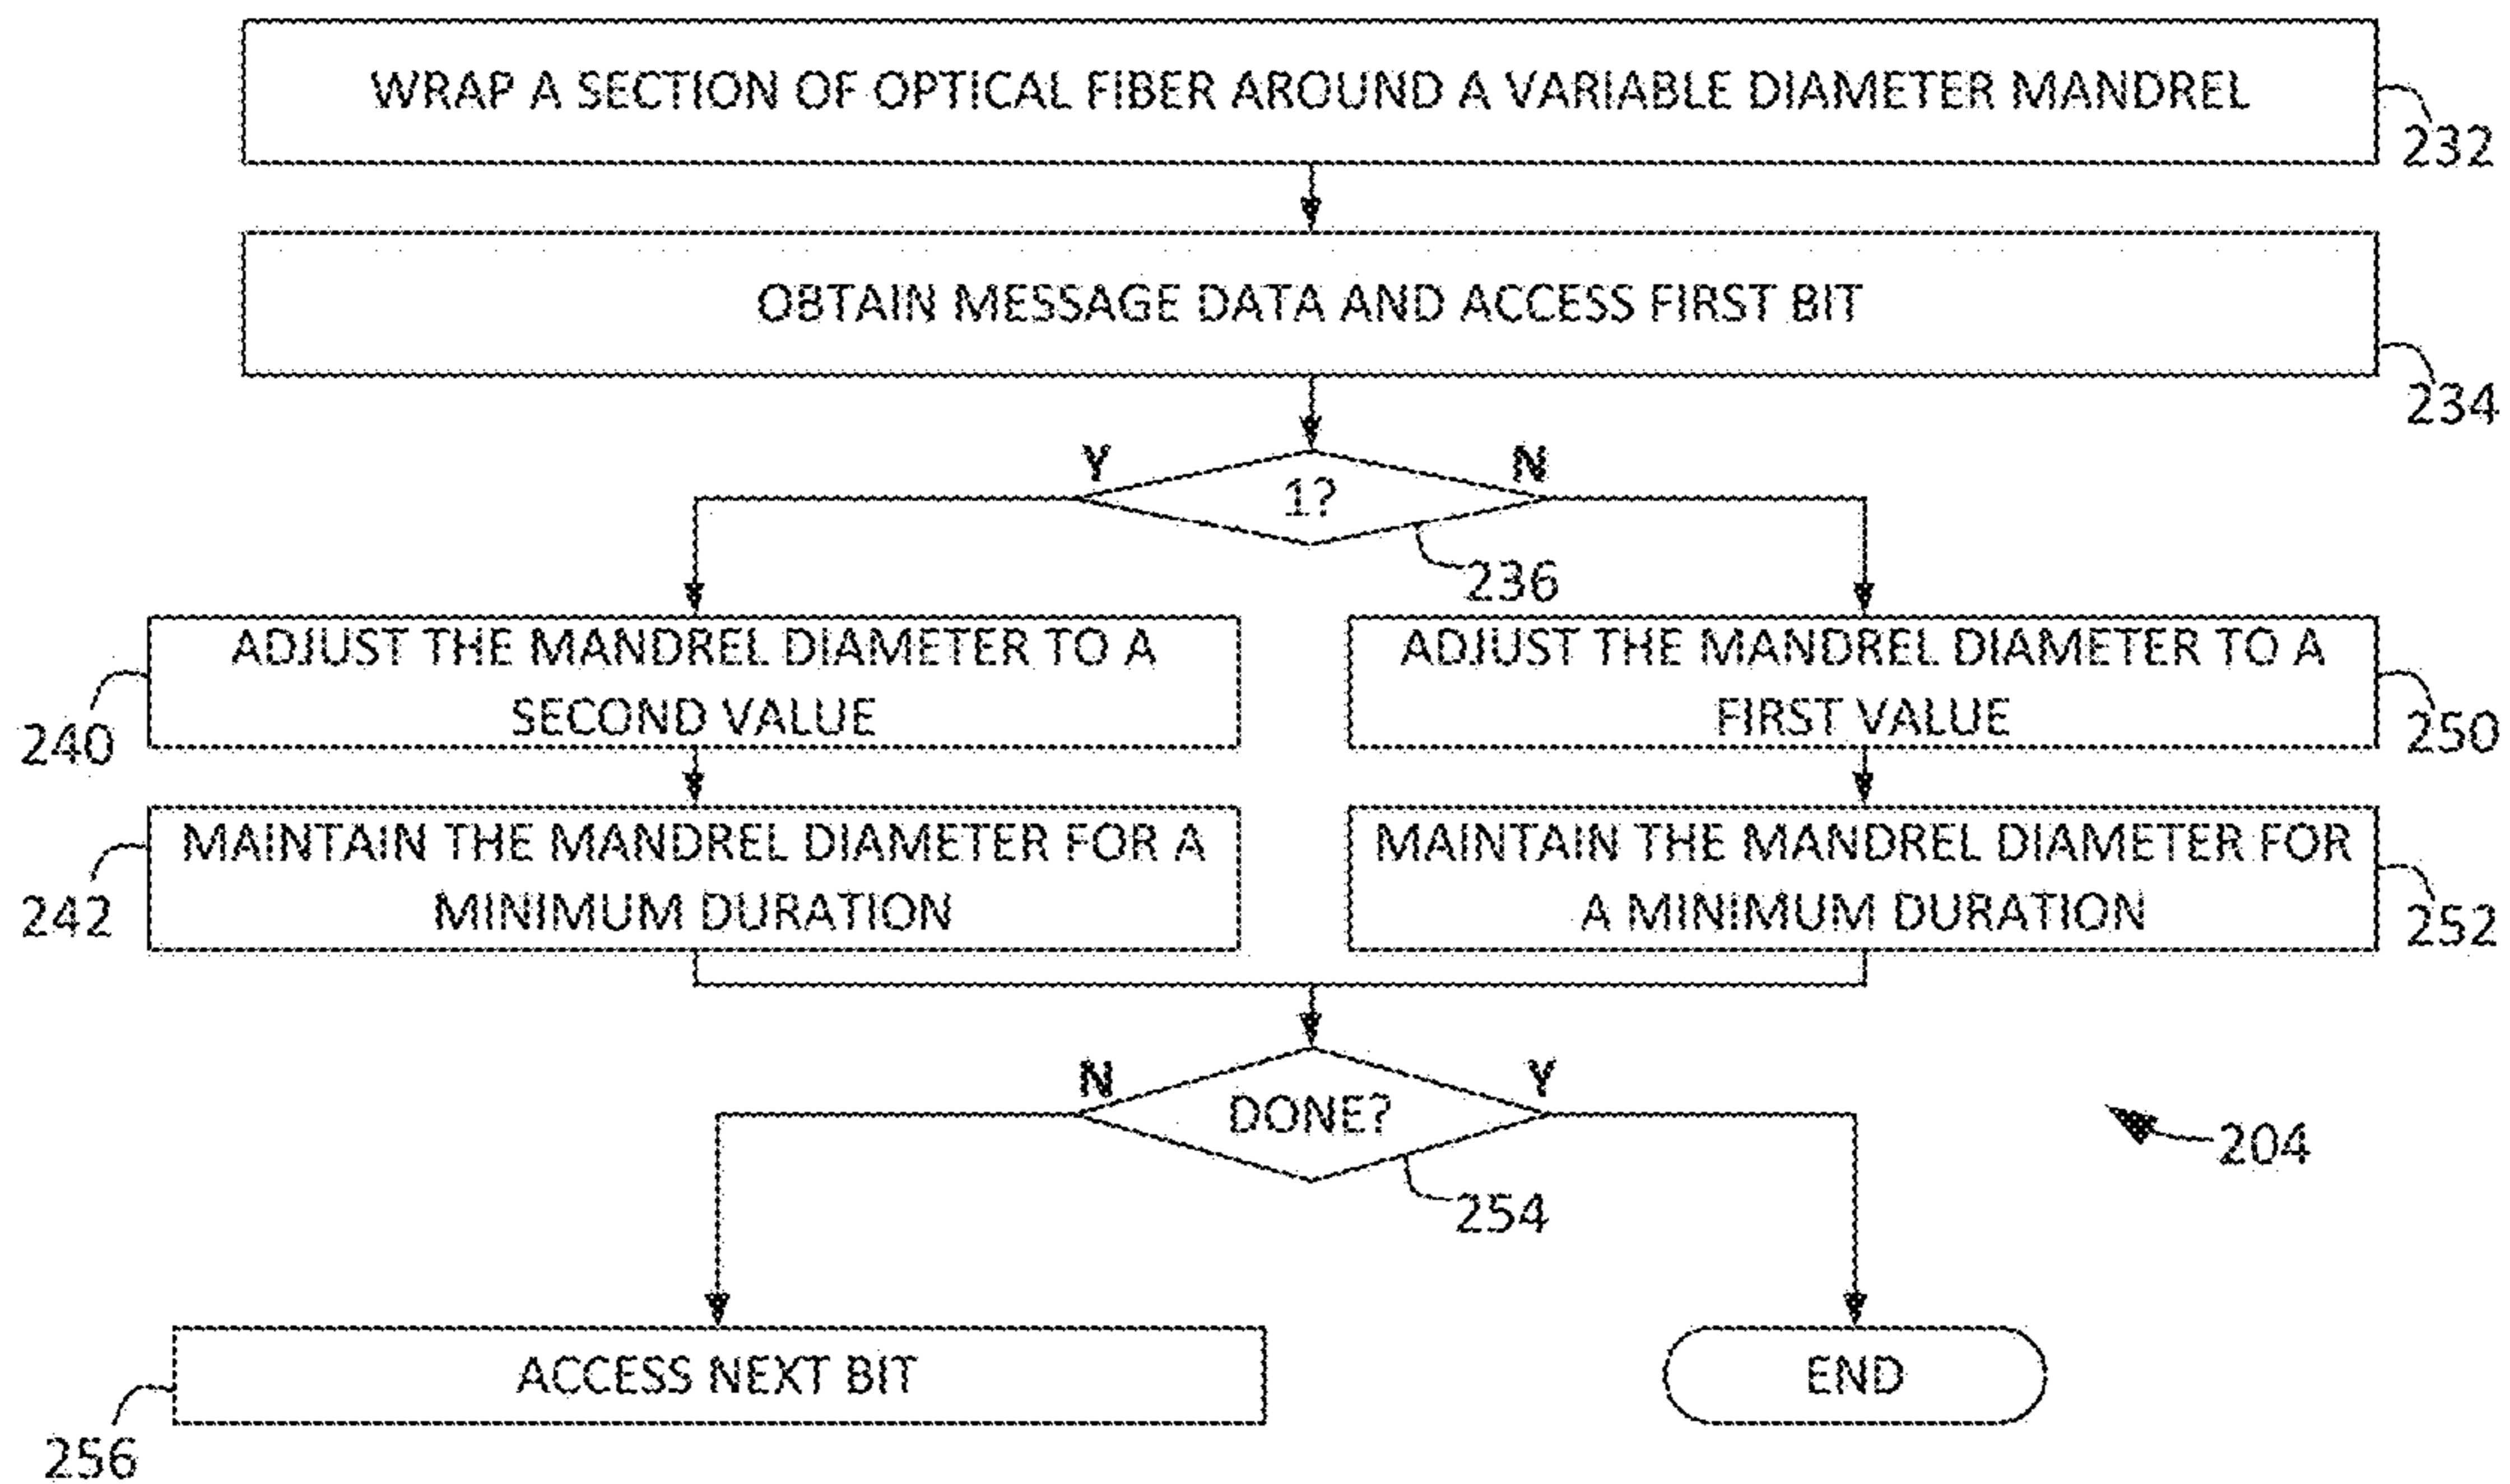 WRAP A SECTION OF OPTICAL FIBER AROUND A VARIABLE DIAMETER MANDREL
232
OBTAIN MESSAGE DATA AND ACCESS FIRST BIT
234
Y
N
1?
236
ADJUST THE MANDREL DIAMETER TO A
SECOND VALUE
240
ADJUST THE MANDREL DIAMETER TO A
FIRST VALUE
250
MAINTAIN THE MANDREL DIAMETER FOR A
MINIMUM DURATION
242
MAINTAIN THE MANDREL DIAMETER FOR
A MINIMUM DURATION
252
N
Y
DONE?
254
204
ACCESS NEXT BIT
256
END